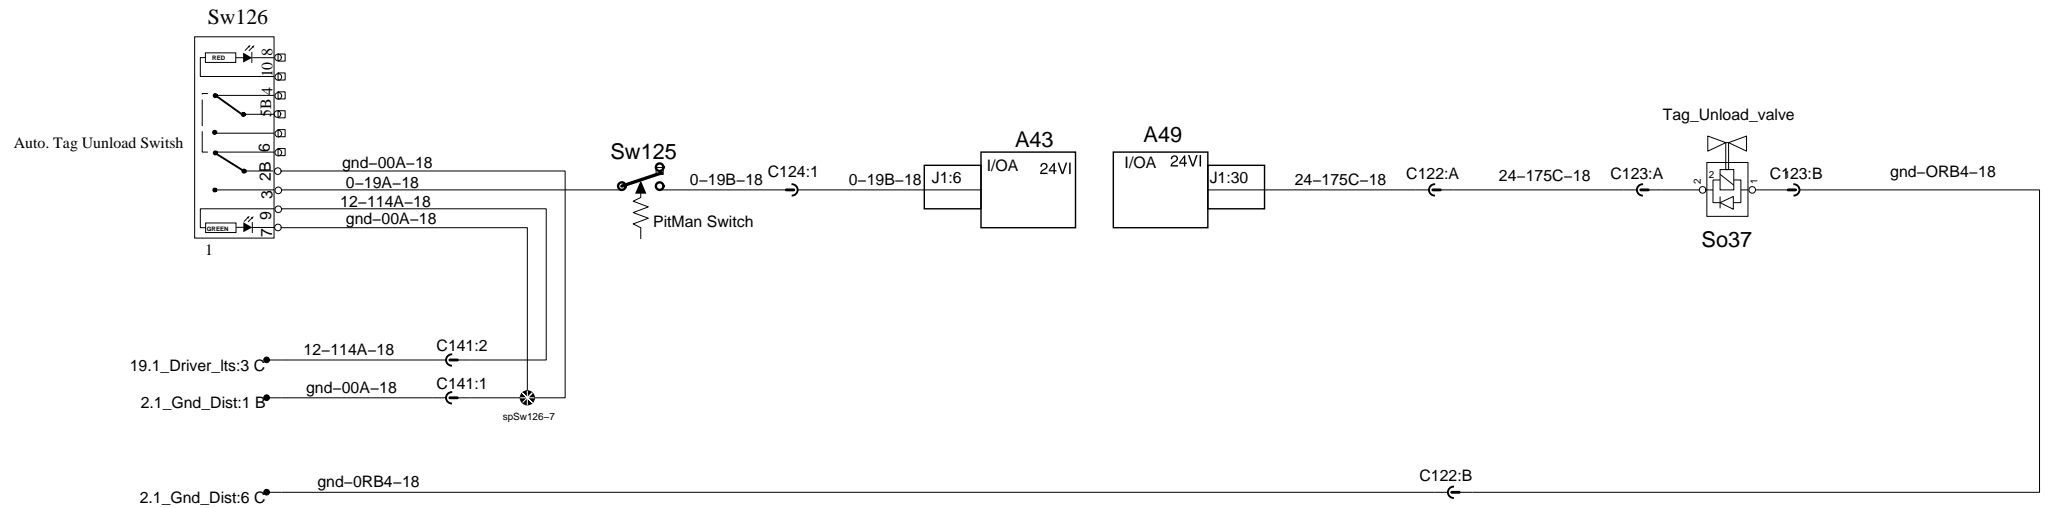 Sw126
RED
8
10
4
5B
6
2B
3
9
7
GREEN
1
Auto. Tag Uunload Switsh
gnd-00A-18
0-19A-18
12-114A-18
gnd-00A-18
Sw125
PitMan Switch
0-19B-18
C124:1
0-19B-18
J1:6
A43
I/OA 24VI
A49
I/OA 24VI
J1:30
24-175C-18
C122:A
24-175C-18
C123:A
Tag_Unload_valve
2
2
1
So37
C123:B
gnd-ORB4-18
19.1_Driver_lts:3 C
12-114A-18
C141:2
2.1_Gnd_Dist:1 B
gnd-00A-18
C141:1
spSw126-7
2.1_Gnd_Dist:6 C
gnd-0RB4-18
C122:B